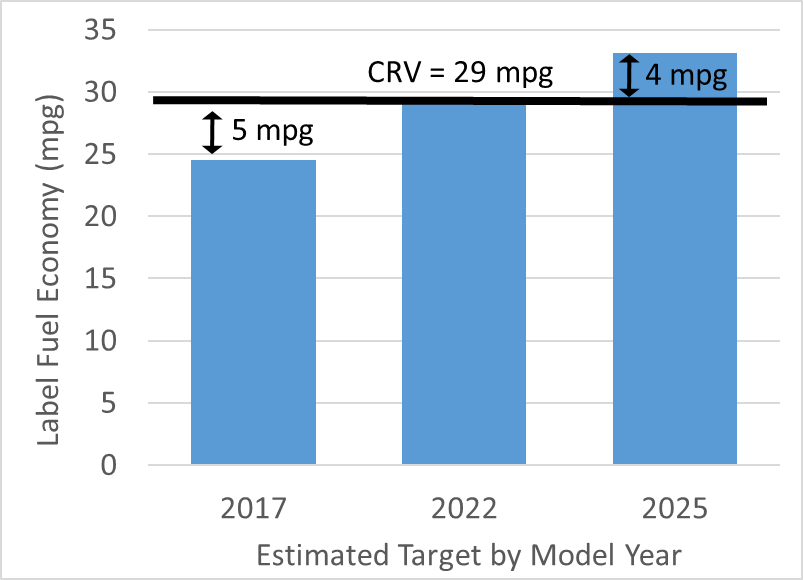 Label Fuel Economy (mpg)
35
30
25
20
15
10
5
0
CRV = 29 mpg
4 mpg
5 mpg
2017
2022
2025
Estimated Target by Model Year